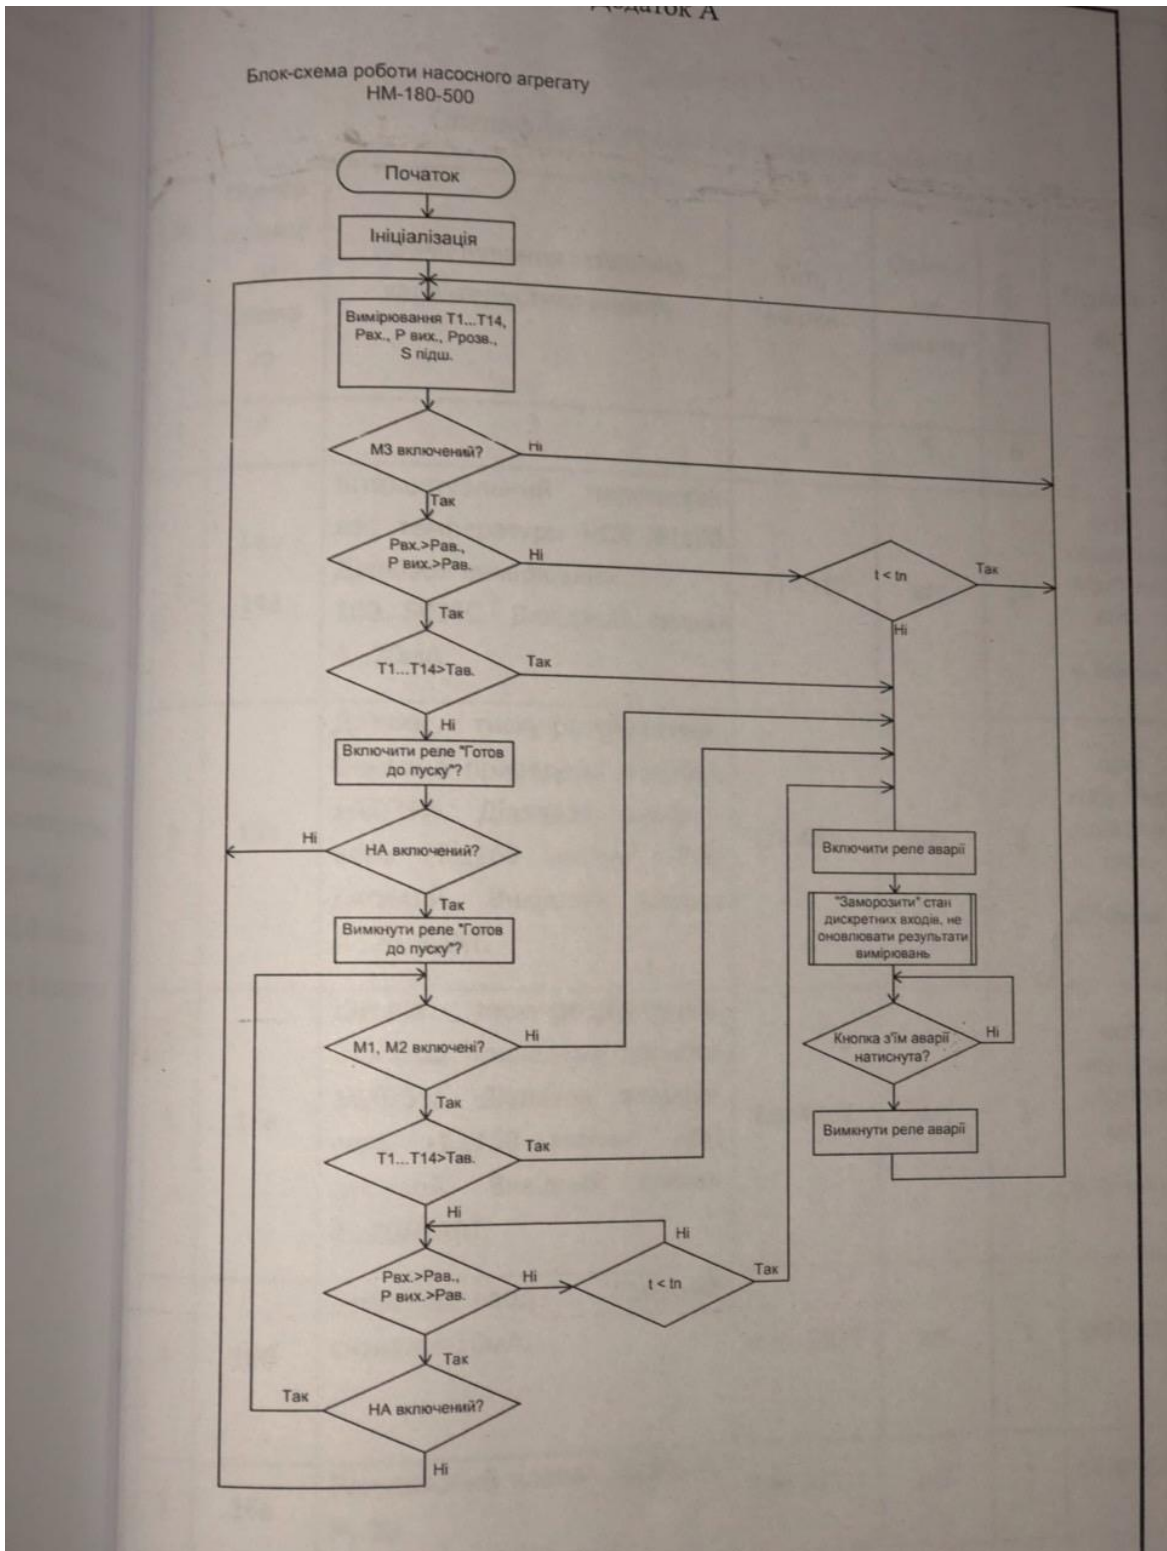 Додаток А
Блок-схема роботи насосного агрегату
НМ-180-500
Початок
Ініціалізація
Вимірювання Т1...Т14,
Рвх., Р вих., Ррозв.,
S підш.
М3 включений?
Ні
Так
Рвх.>Рав.,
Р вих.>Рав.
Ні
t < tn
Так
Ні
Так
Т1...Т14>Тав.
Так
Ні
Включити реле "Готов
до пуску"?
НА включений?
Ні
Так
Вимкнути реле "Готов
до пуску"?
Включити реле аварії
"Заморозити" стан
дискретних входів, не
оновлювати результати
вимірювань
Кнопка з'їм аварії
натиснута?
Ні
Вимкнути реле аварії
М1, М2 включені?
Ні
Так
Т1...Т14>Тав.
Так
Ні
Рвх.>Рав.,
Р вих.>Рав.
Ні
t < tn
Ні
Так
Так
НА включений?
Так
Ні